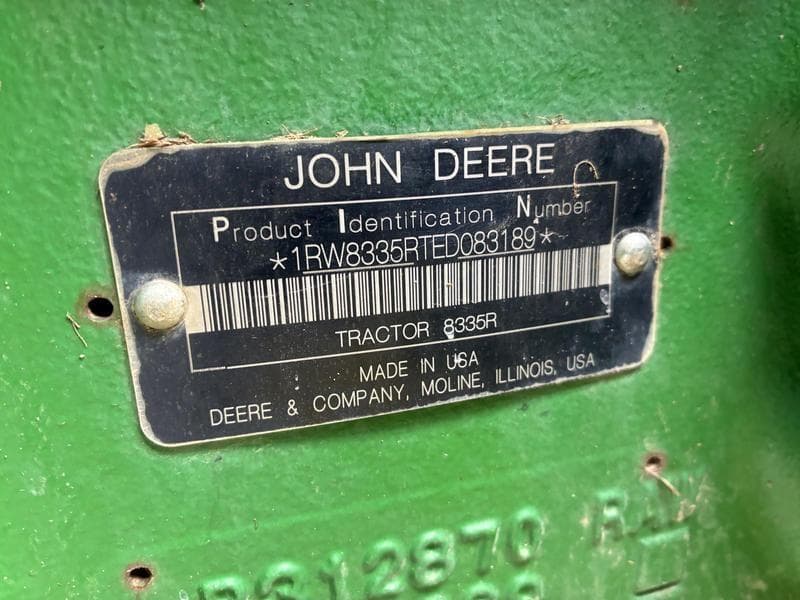 JOHN DEERE
Product Identification Number
*1RW8335RTED083189*
TRACTOR 8335R
MADE IN USA
DEERE & COMPANY, MOLINE, ILLINOIS, USA